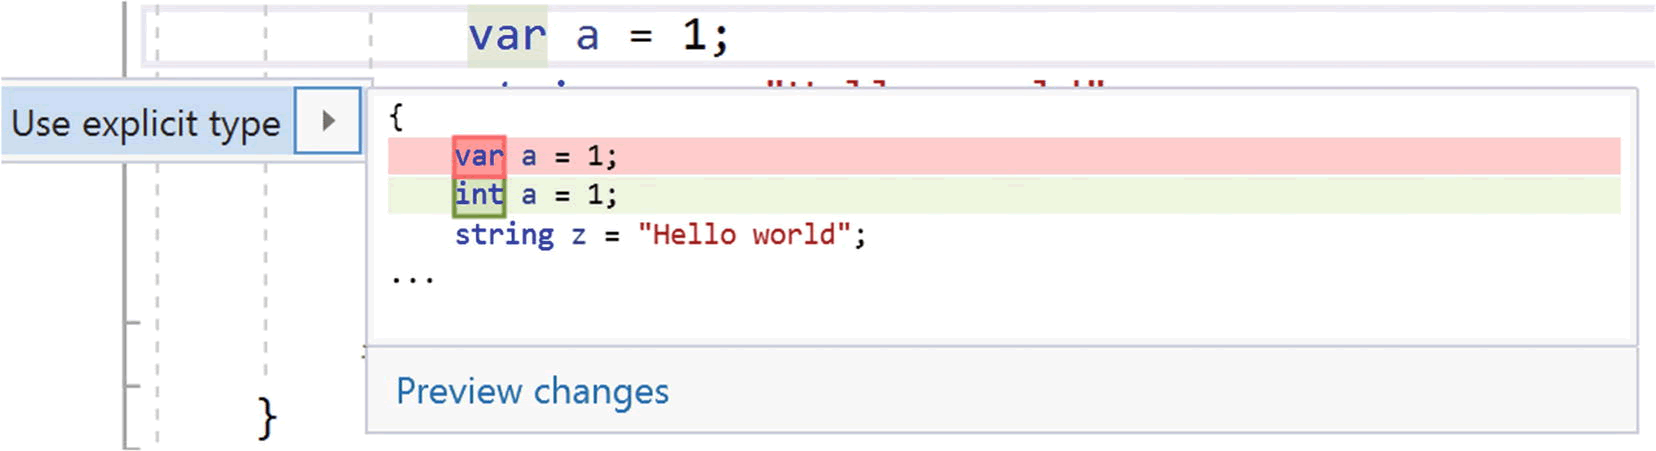 var a = 1;
Use explicit type
{
var a = 1;
int a = 1;
string z = "Hello world";
...
Preview changes
}